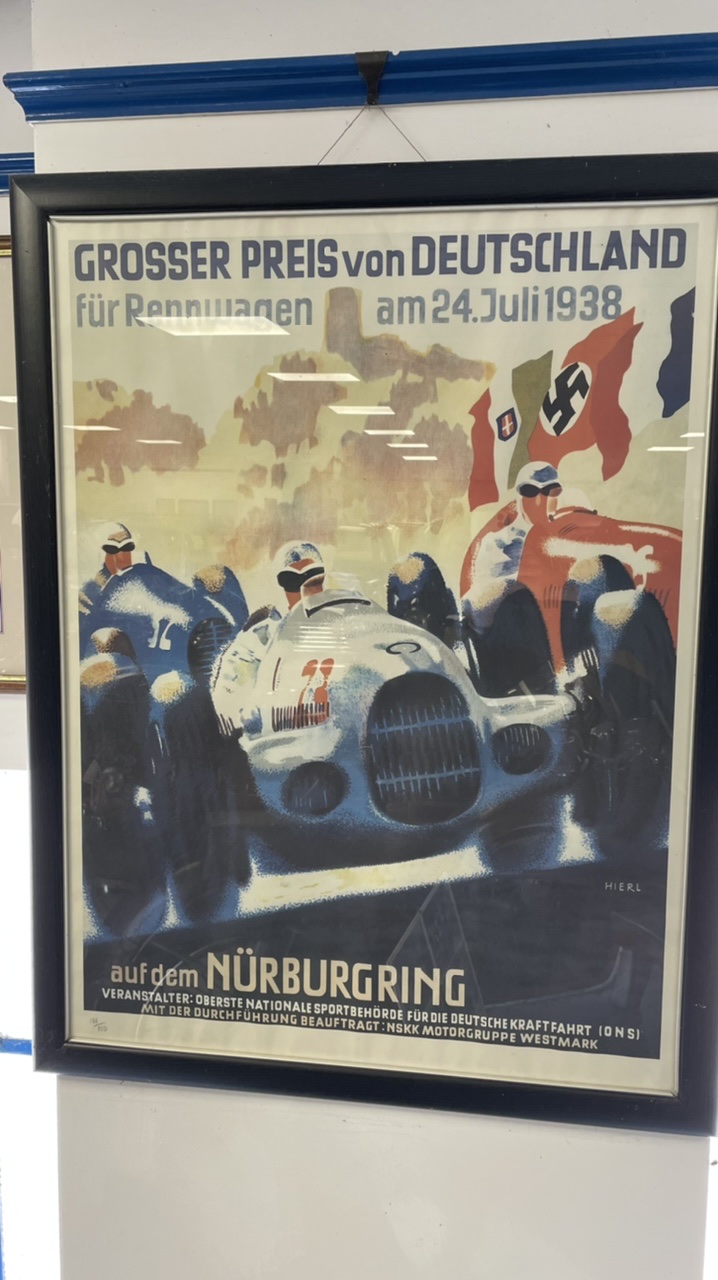 GROSSER PREIS von DEUTSCHLAND
für Rennwagen am 24. Juli 1938
HIERL
auf dem NÜRBURGRING
VERANSTALTER: OBERSTE NATIONALE SPORTBEHÖRDE FÜR DIE DEUTSCHE KRAFTFAHRT (ONS)
MIT DER DURCHFÜHRUNG BEAUFTRAGT: NSKK MOTORGRUPPE WESTMARK